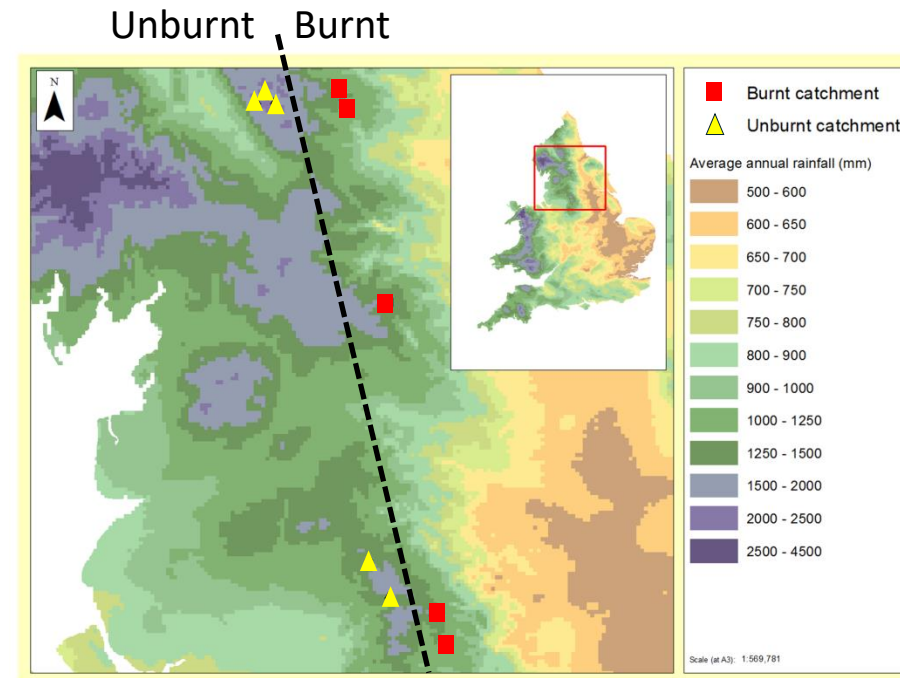 Unburnt Burnt
N
Burnt catchment
Unburnt catchment
Average annual rainfall (mm)
500 - 600
600 - 650
650 - 700
700 - 750
750 - 800
800 - 900
900 - 1000
1000 - 1250
1250 - 1500
1500 - 2000
2000 - 2500
2500 - 4500
Scale (at A3): 1:569,781